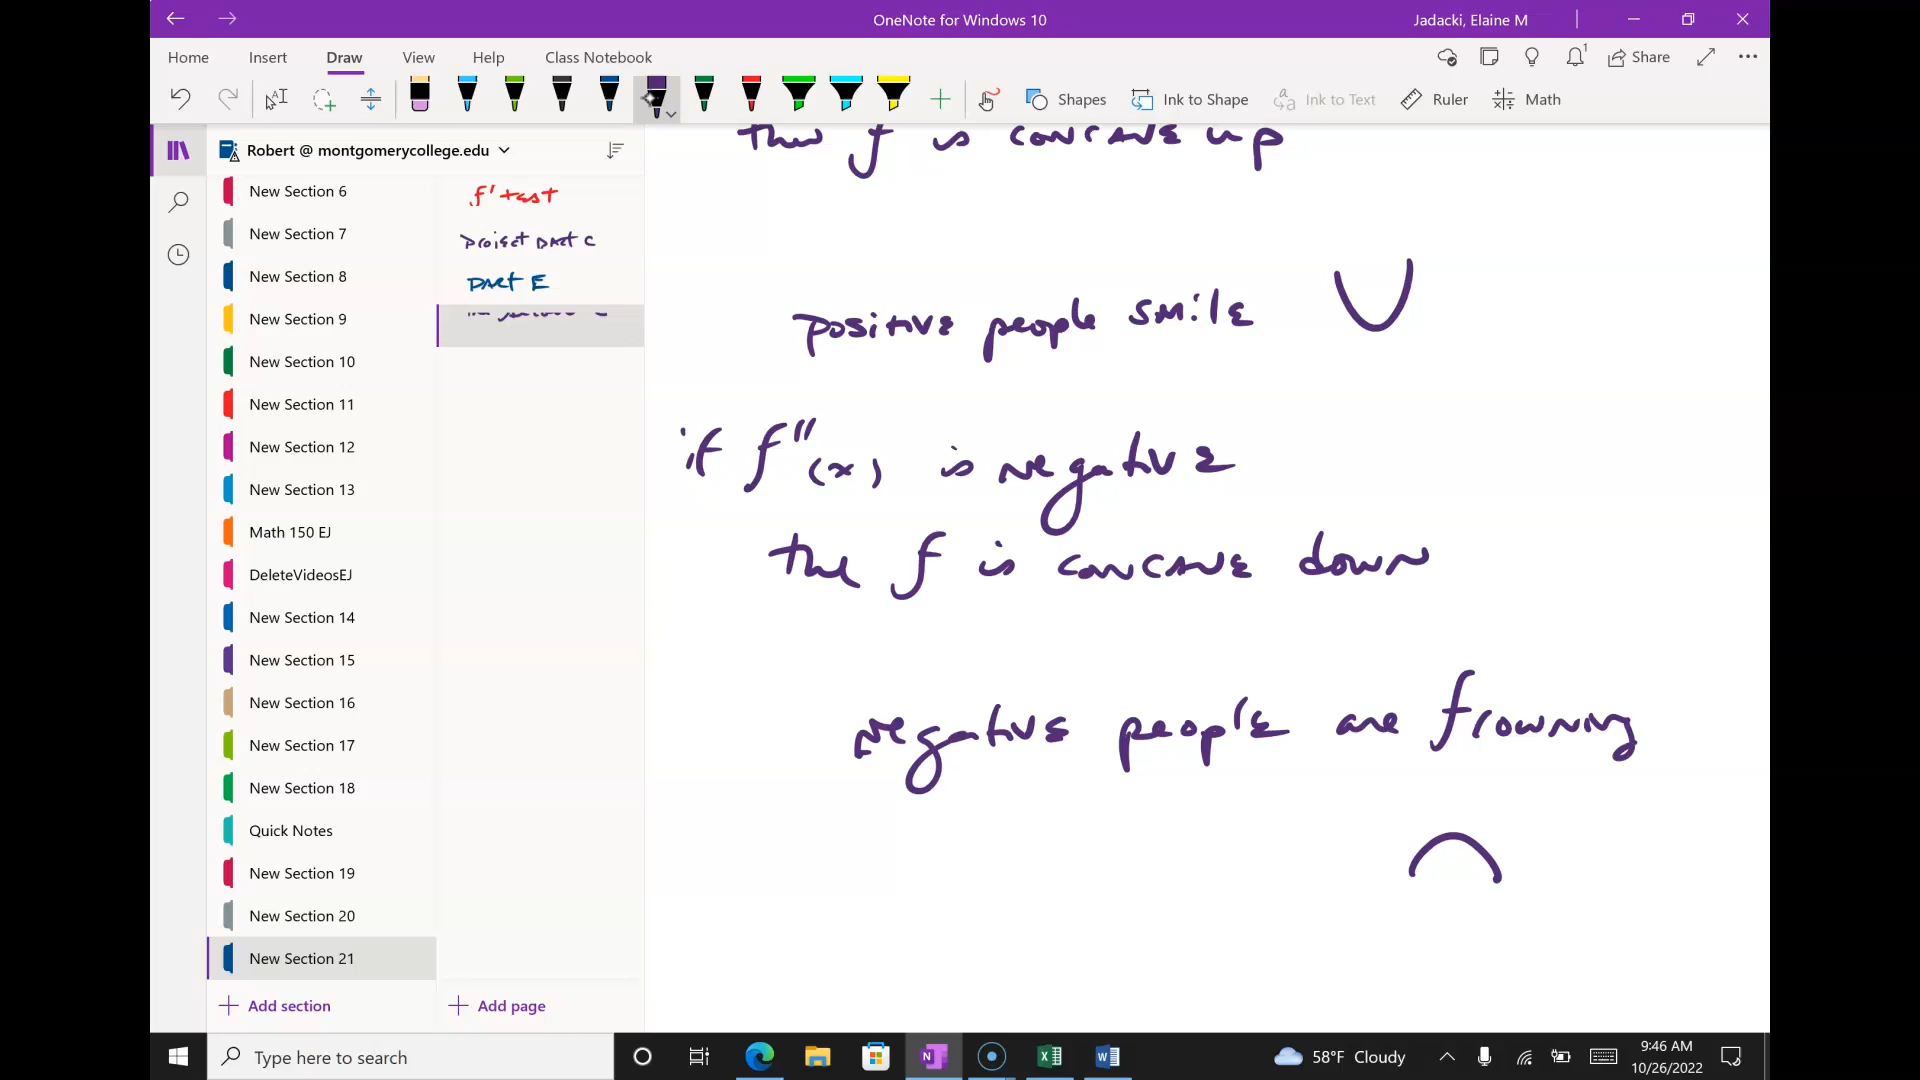 OneNote for Windows 10
Jadacki, Elaine M
Home Insert Draw View Help Class Notebook
1
Share
Shapes Ink to Shape Ink to Text Ruler Math
Robert @ montgomerycollege.edu
New Section 6
New Section 7
New Section 8
New Section 9
New Section 10
New Section 11
New Section 12
New Section 13
Math 150 EJ
DeleteVideosEJ
New Section 14
New Section 15
New Section 16
New Section 17
New Section 18
Quick Notes
New Section 19
New Section 20
New Section 21
Add section
f' test
project part c
part E
Add page
then f is concave up
positive people smile
if f''(x) is negative
the f is concave down
negative people are frowning
Type here to search
58°F Cloudy
9:46 AM
10/26/2022